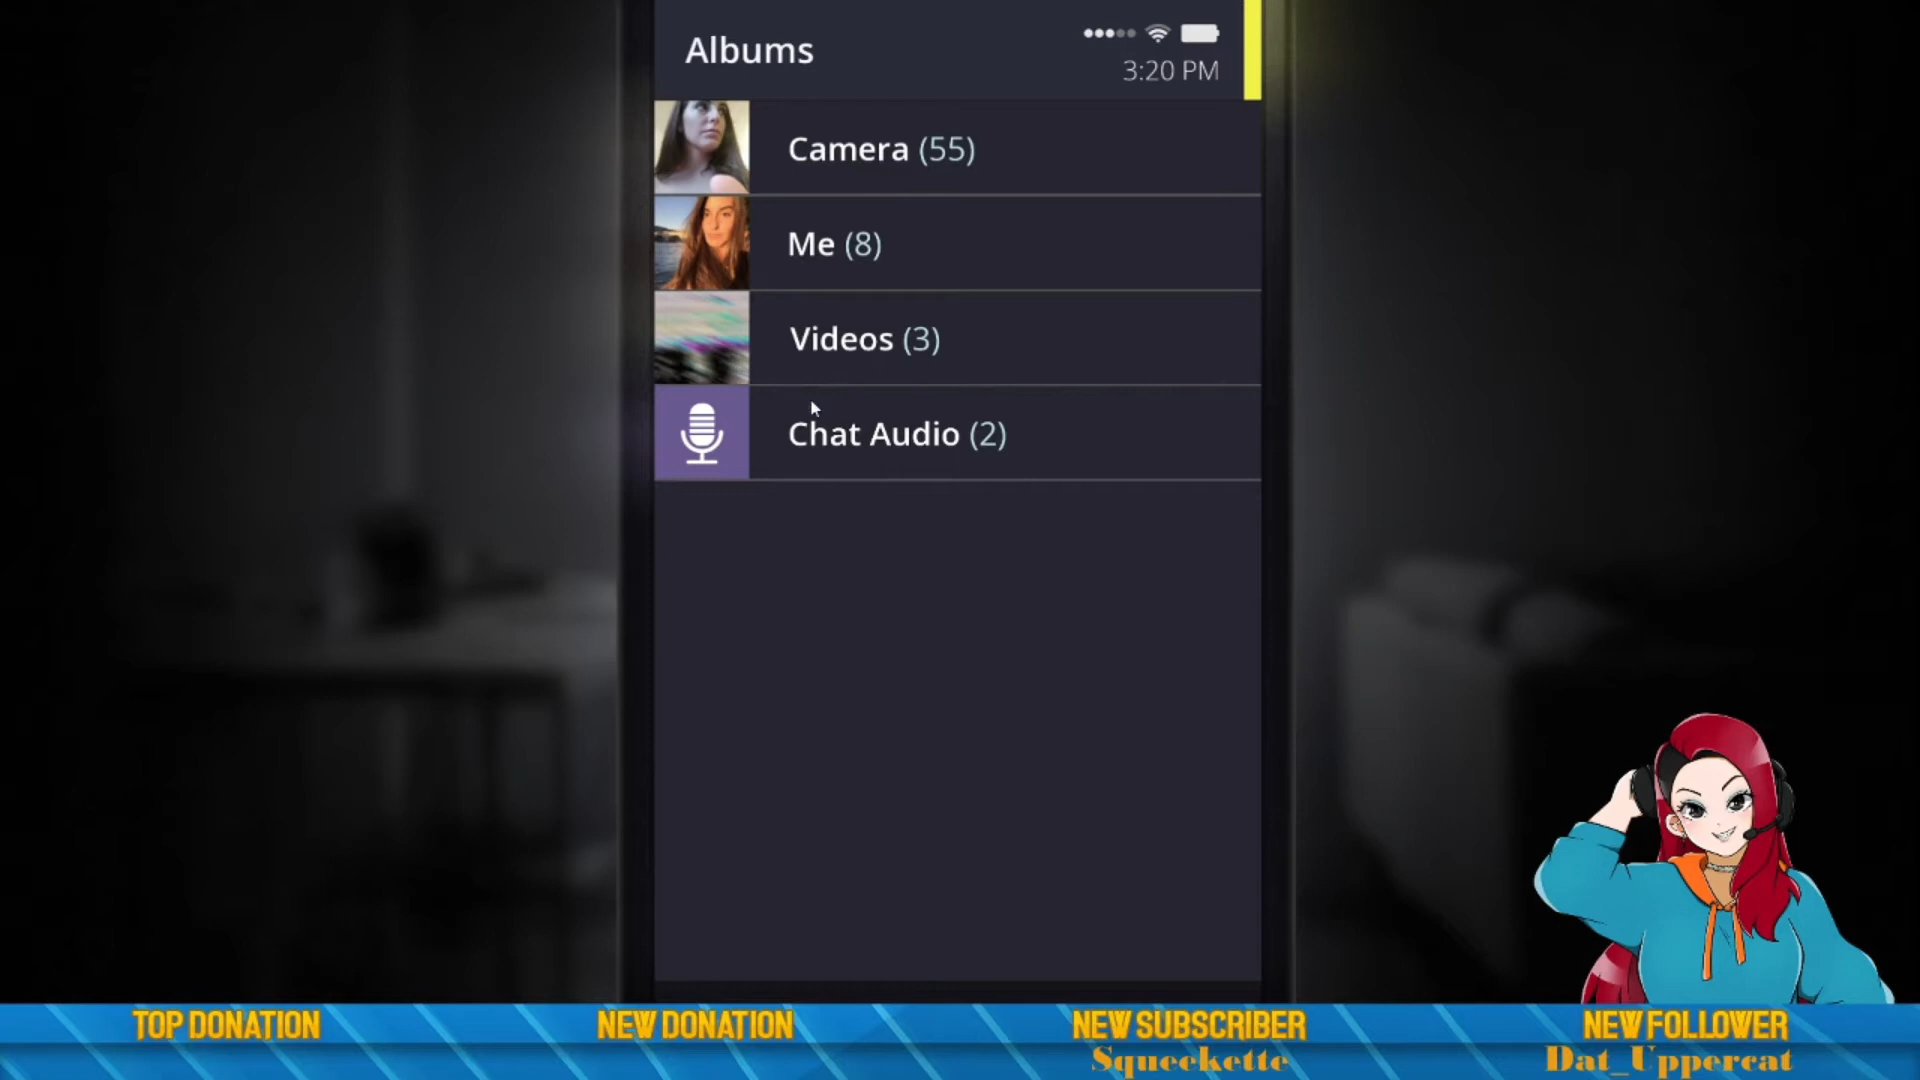 Albums
3:20 PM
Camera (55)
Me (8)
Videos (3)
Chat Audio (2)
TOP DONATION
NEW DONATION
NEW SUBSCRIBER
NEW FOLLOWER
Squeekette
Dat_Uppercat